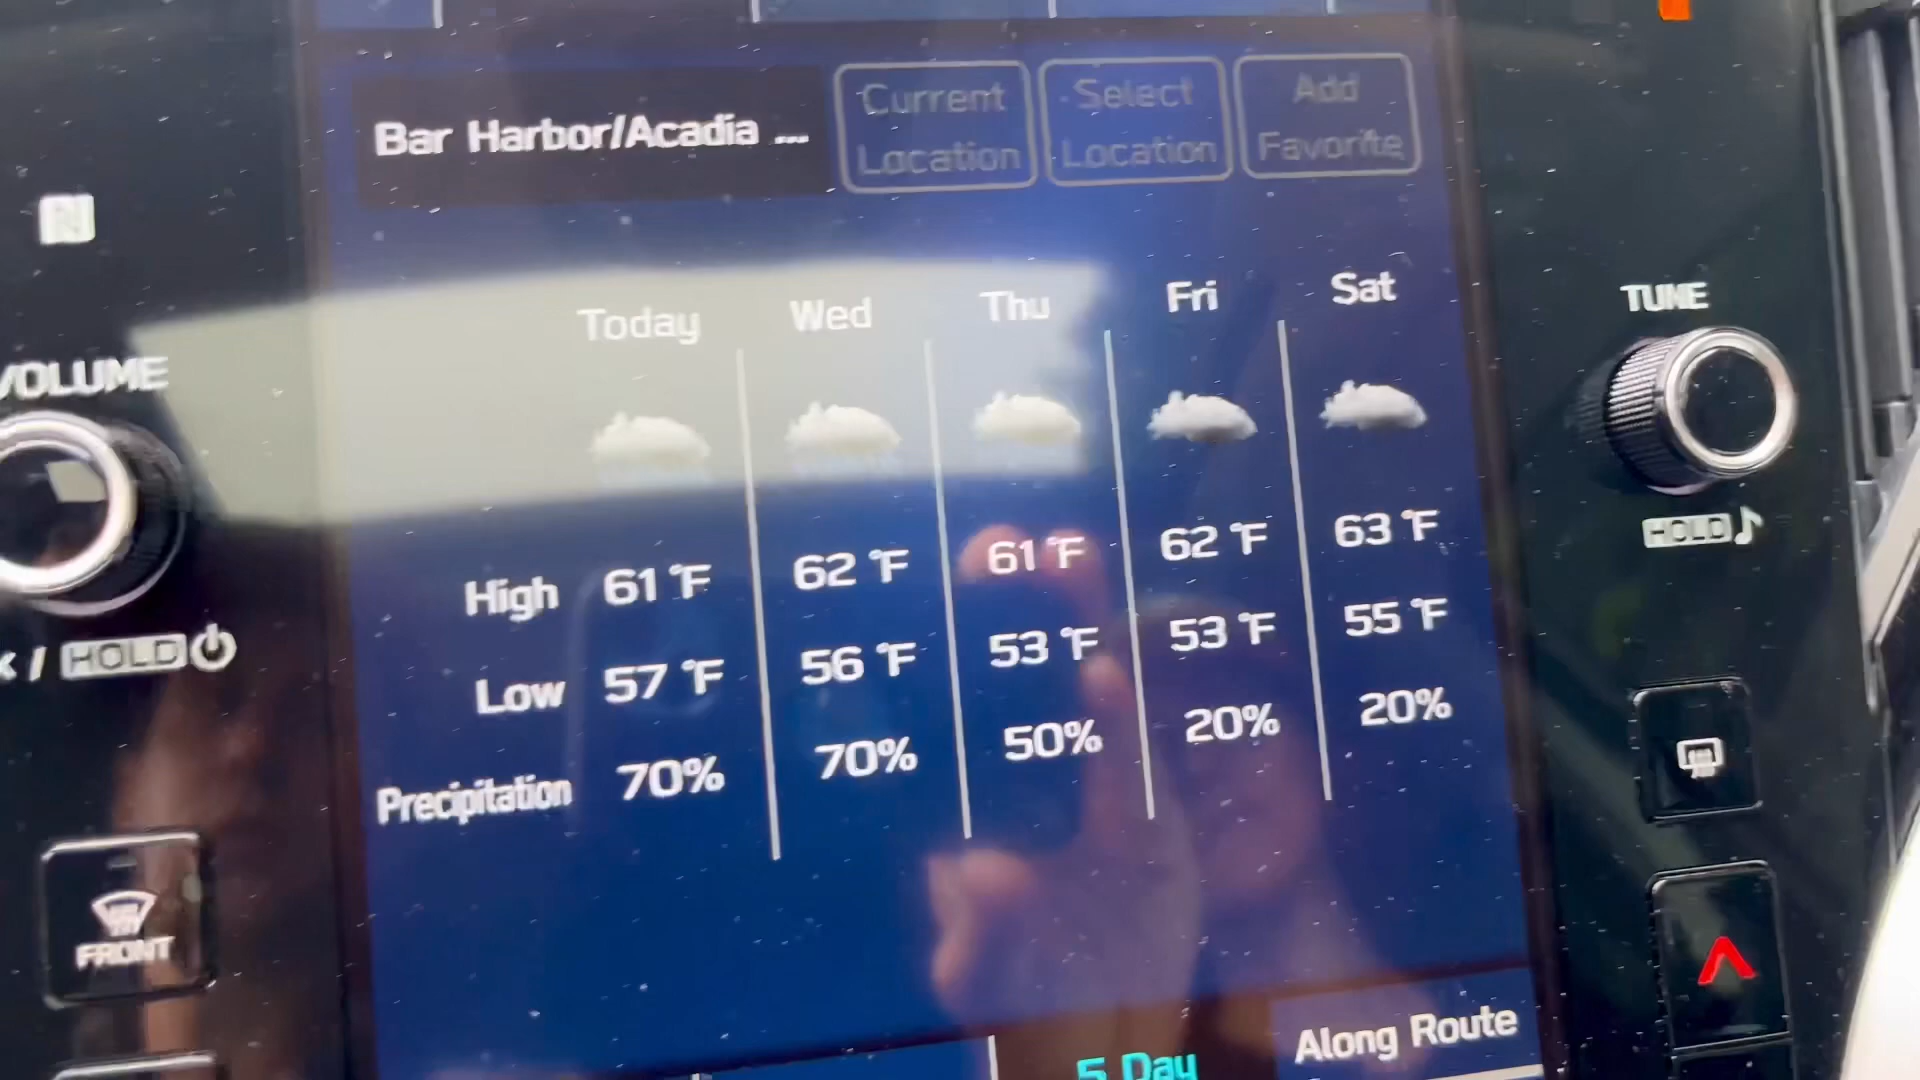 Bar Harbor/Acadia ...
Current
Location
Select
Location
Add
Favorite
Today Wed Thu Fri Sat
High 61 °F 62 °F 61 °F 62 °F 63 °F
Low 57 °F 56 °F 53 °F 53 °F 55 °F
Precipitation 70% 70% 50% 20% 20%
5 Day
Along Route
VOLUME
/ HOLD
FRONT
TUNE
HOLD